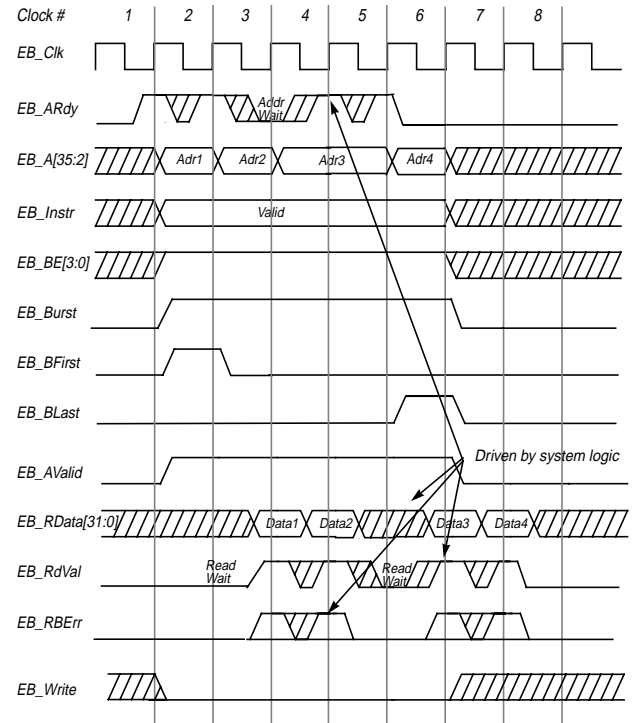 Clock # 1 2 3 4 5 6 7 8
EB_Clk
EB_ARdy
Addr
Wait
EB_A[35:2] Adr1 Adr2 Adr3 Adr4
EB_Instr Valid
EB_BE[3:0]
EB_Burst
EB_BFirst
EB_BLast
EB_AValid
Driven by system logic
EB_RData[31:0] Data1 Data2 Data3 Data4
EB_RdVal
Read
Wait
Read
Wait
EB_RBErr
EB_Write